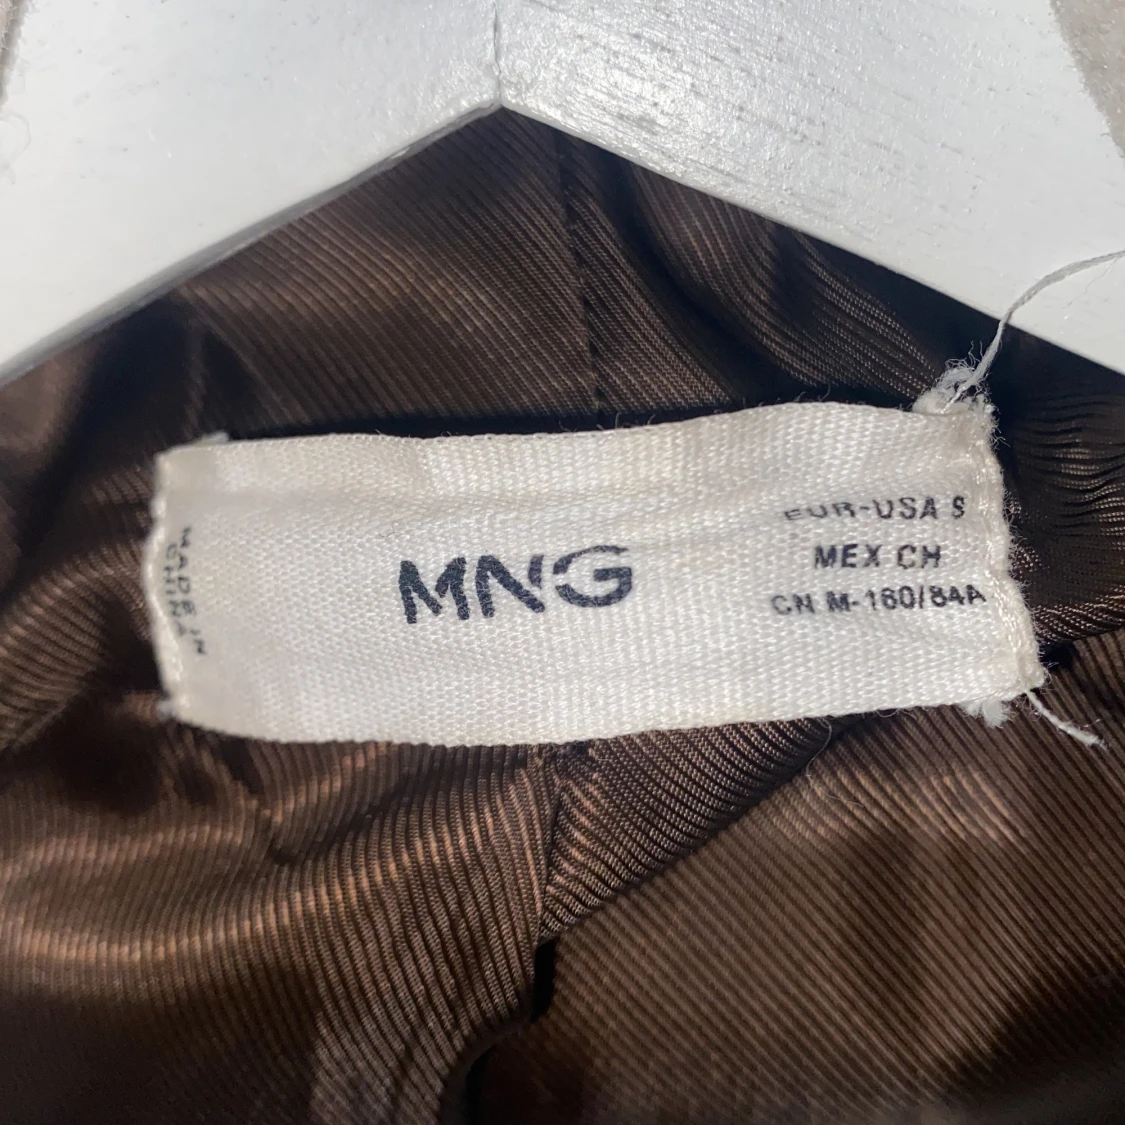 MADE IN
CHINA
MNG
EUR-USA S
MEX CH
CN M-160/84A